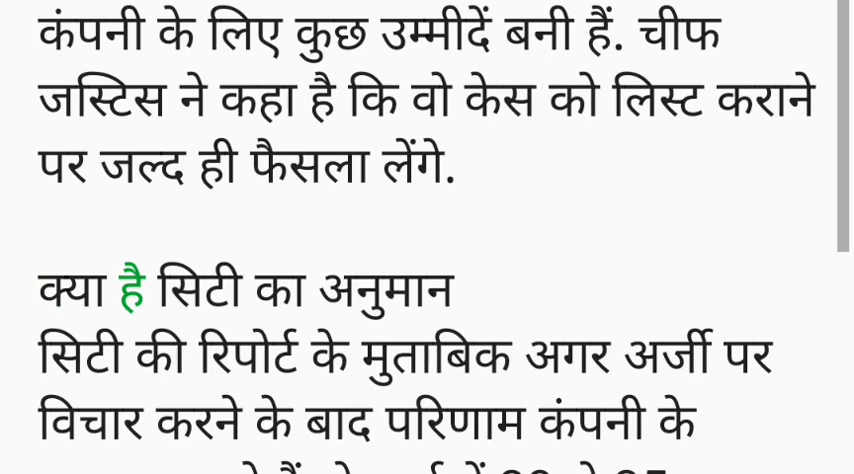 कंपनी के लिए कुछ उम्मीदें बनी हैं. चीफ
जस्टिस ने कहा है कि वो केस को लिस्ट कराने
पर जल्द ही फैसला लेंगे.
क्या है सिटी का अनुमान
सिटी की रिपोर्ट के मुताबिक अगर अर्जी पर
विचार करने के बाद परिणाम कंपनी के